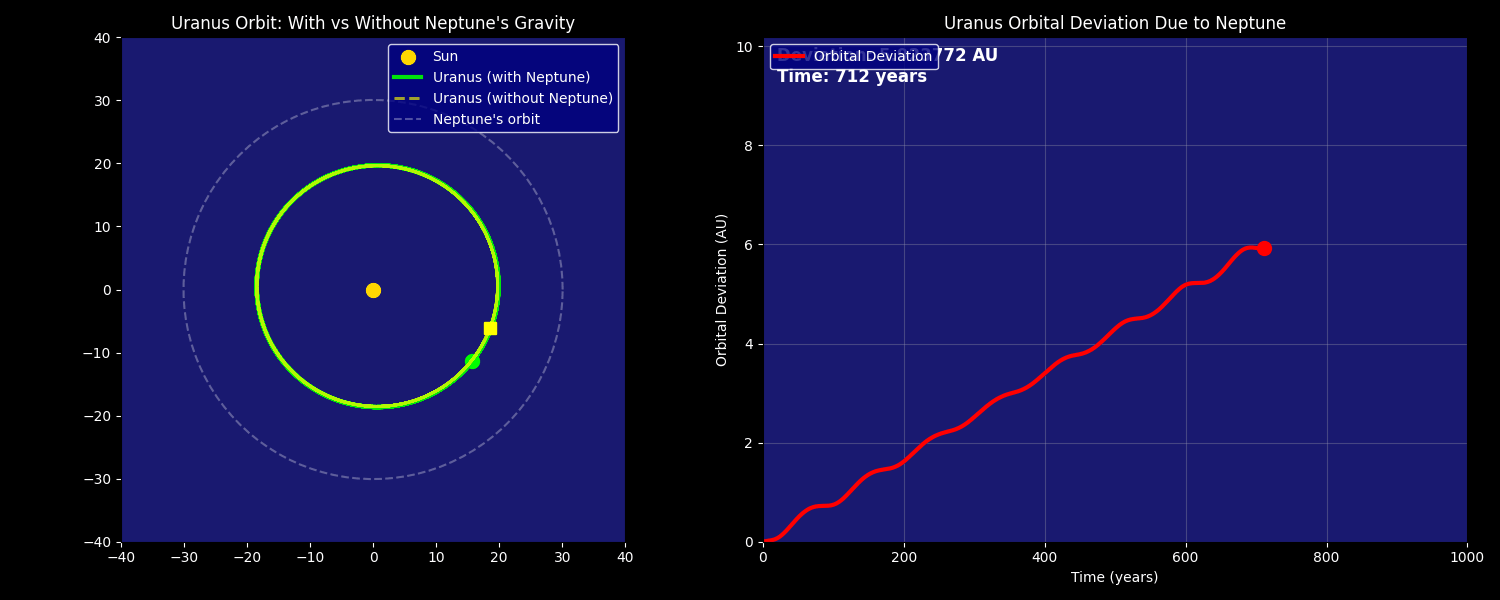 Uranus Orbit: With vs Without Neptune's Gravity
40
30
20
10
0
−10
−20
−30
−40
−40
−30
−20
−10
0
10
20
30
40
Sun
Uranus (with Neptune)
Uranus (without Neptune)
Neptune's orbit
Uranus Orbital Deviation Due to Neptune
Orbital Deviation (AU)
10
8
6
4
2
0
0
200
400
600
800
1000
Time (years)
Deviation: 772 AU
Orbital Deviation
Time: 712 years